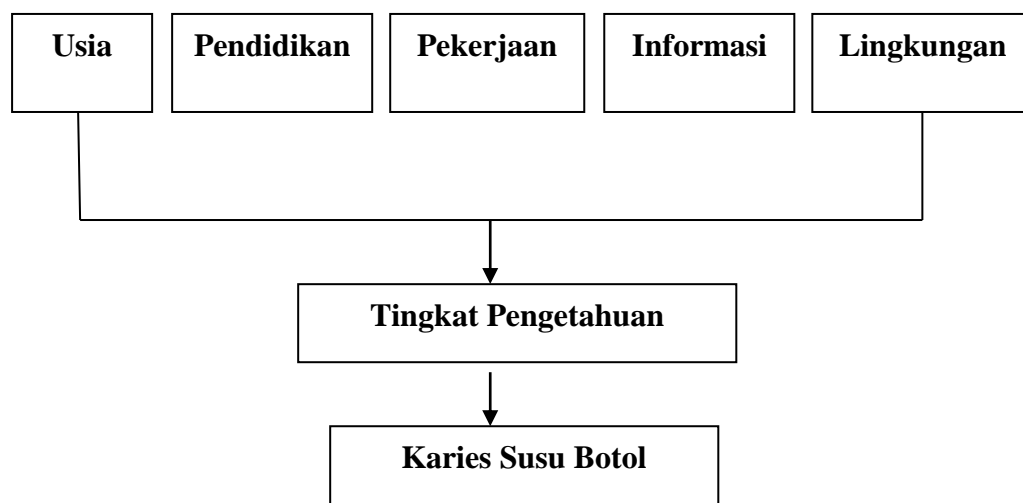 Usia Pendidikan Pekerjaan Informasi Lingkungan
Tingkat Pengetahuan
Karies Susu Botol